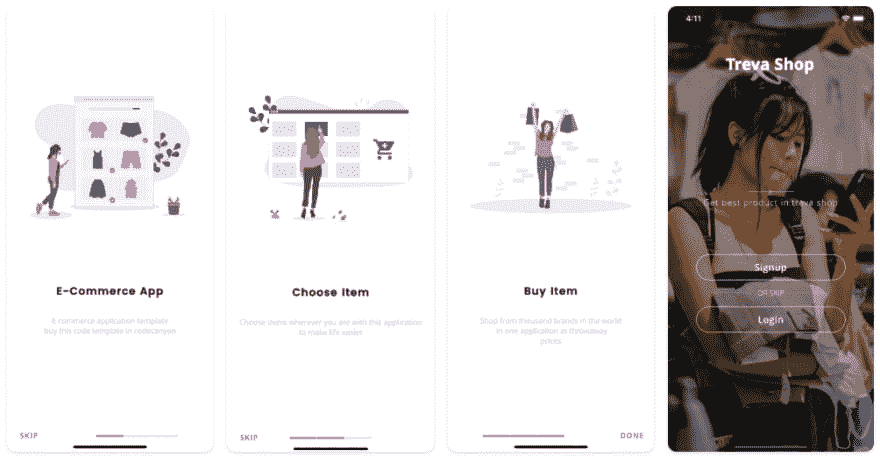 E-Commerce App
E commerce application template
buy this code template in codecanyon
SKIP
Choose Item
Choose items wherever you are with this application
to make life easier
SKIP
Buy Item
Shop from thousand brands in the world
in one application at throwaway
prices
DONE
4:11
Treva Shop
Get best product in treva shop
Signup
OR SKIP
Login